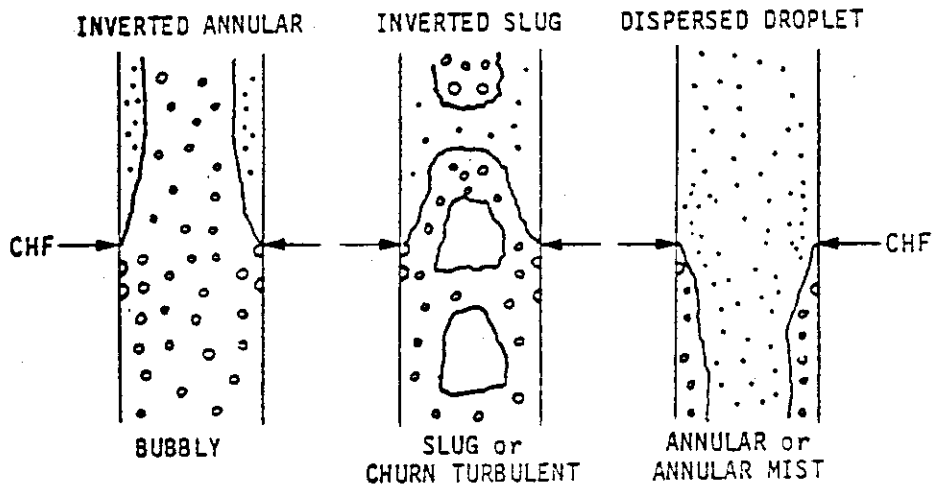 INVERTED ANNULAR
INVERTED SLUG
DISPERSED DROPLET
CHF
CHF
BUBBLY
SLUG or
CHURN TURBULENT
ANNULAR or
ANNULAR MIST